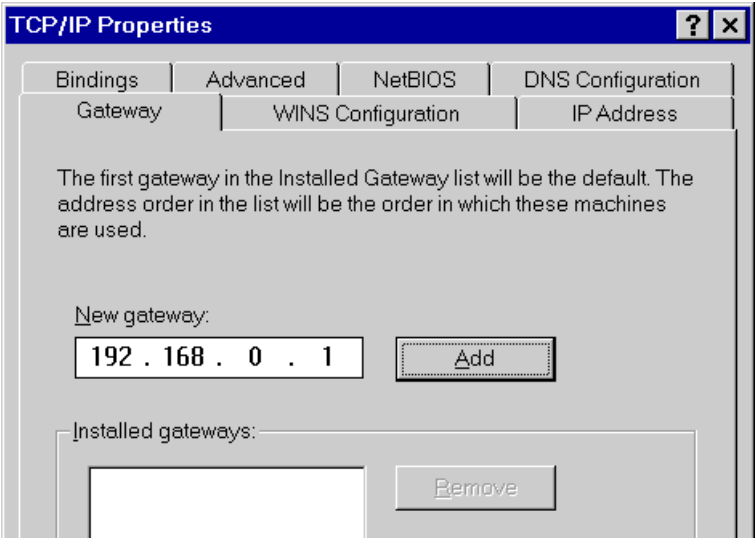 TCP/IP Properties
? ×
Bindings Advanced NetBIOS DNS Configuration
Gateway WINS Configuration IP Address
The first gateway in the Installed Gateway list will be the default. The
address order in the list will be the order in which these machines
are used.
New gateway:
192 . 168 . 0 . 1 Add
Installed gateways:
Remove